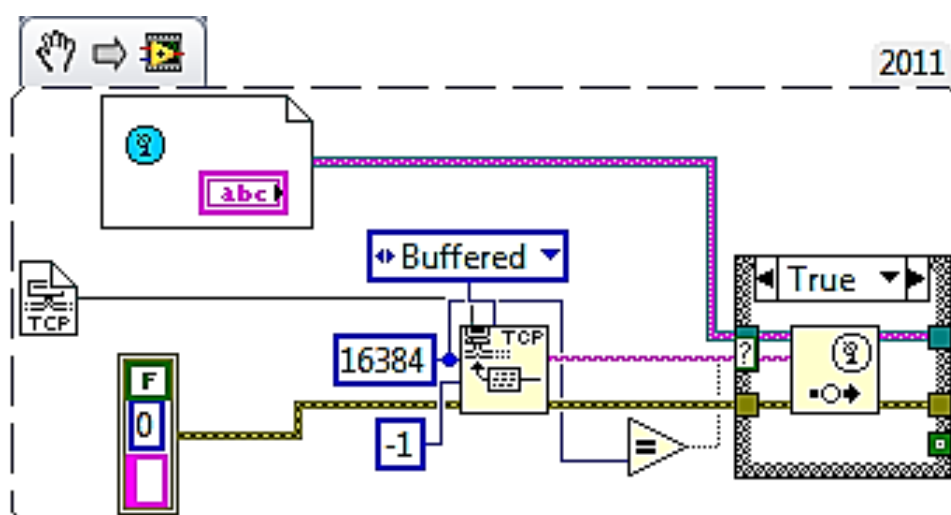 2011
abc
Buffered
True
TCP
TCP
16384
?
F
0
-1
=